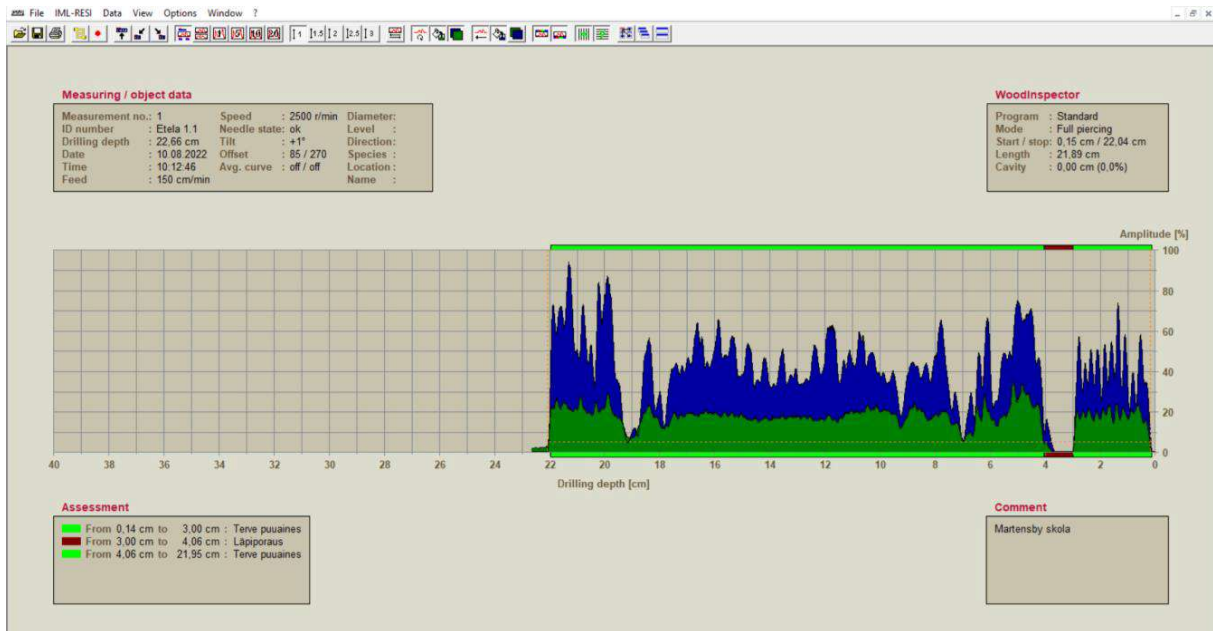 File IML-RESI Data View Options Window ?
1 1,5 2 2,5 3
Measuring / object data
Measurement no.: 1 Speed : 2500 r/min Diameter:
ID number : Etela 1.1 Needle state: ok Level :
Drilling depth : 22,66 cm Tilt : +1° Direction:
Date : 10.08.2022 Offset : 85 / 270 Species :
Time : 10:12:46 Avg. curve : off / off Location :
Feed : 150 cm/min Name :
WoodInspector
Program : Standard
Mode : Full piercing
Start / stop: 0,15 cm / 22,04 cm
Length : 21,89 cm
Cavity : 0,00 cm (0,0%)
Amplitude [%]
100
80
60
40
20
0
40 38 36 34 32 30 28 26 24 22 20 18 16 14 12 10 8 6 4 2 0
Drilling depth [cm]
Assessment
From 0,14 cm to 3,00 cm : Terve puuaines
From 3,00 cm to 4,06 cm : Läpiporaus
From 4,06 cm to 21,95 cm : Terve puuaines
Comment
Martensby skola